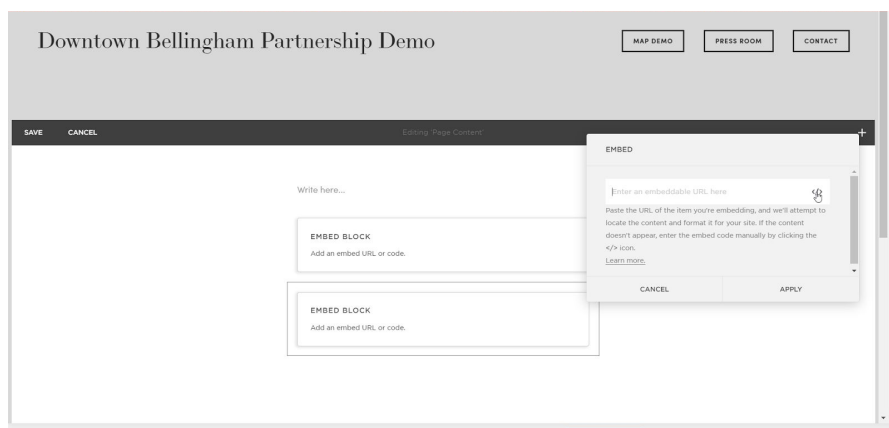 Downtown Bellingham Partnership Demo
MAP DEMO
PRESS ROOM
CONTACT
SAVE
CANCEL
Editing 'Page Content'
+
EMBED
Enter an embeddable URL here
Paste the URL of the item you're embedding, and we'll attempt to
locate the content and format it for your site. If the content
doesn't appear, enter the embed code manually by clicking the
</> icon.
Learn more.
CANCEL
APPLY
Write here...
EMBED BLOCK
Add an embed URL or code.
EMBED BLOCK
Add an embed URL or code.